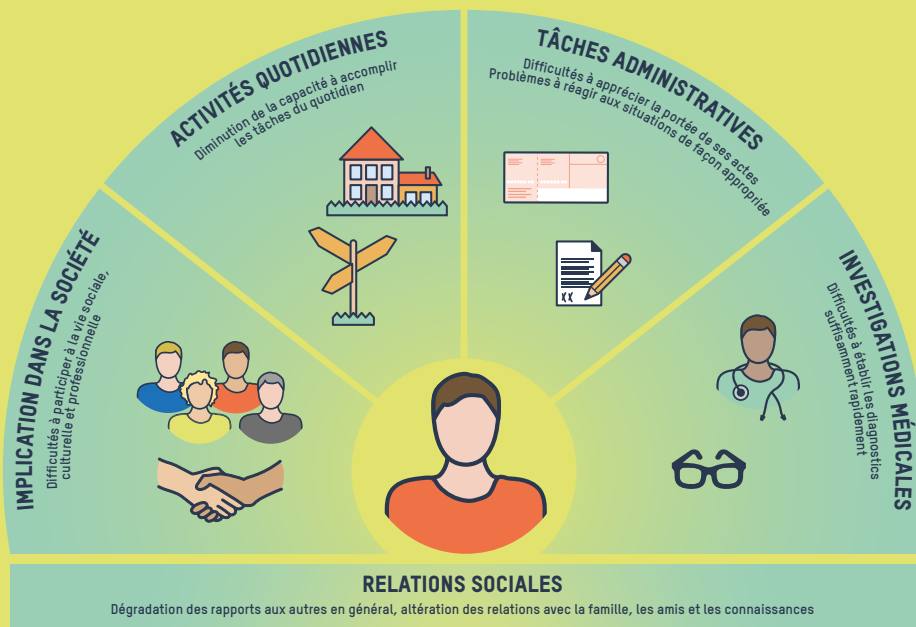 ACTIVITÉS QUOTIDIENNES
Diminution de la capacité à accomplir
les tâches du quotidien
TÂCHES ADMINISTRATIVES
Difficultés à apprécier la portée de ses actes
Problèmes à réagir aux situations de façon appropriée
IMPLICATION DANS LA SOCIÉTÉ
Difficultés à participer à la vie sociale,
culturelle et professionnelle
INVESTIGATIONS MÉDICALES
Difficultés à établir les diagnostics
suffisamment rapidement
RELATIONS SOCIALES
Dégradation des rapports aux autres en général, altération des relations avec la famille, les amis et les connaissances